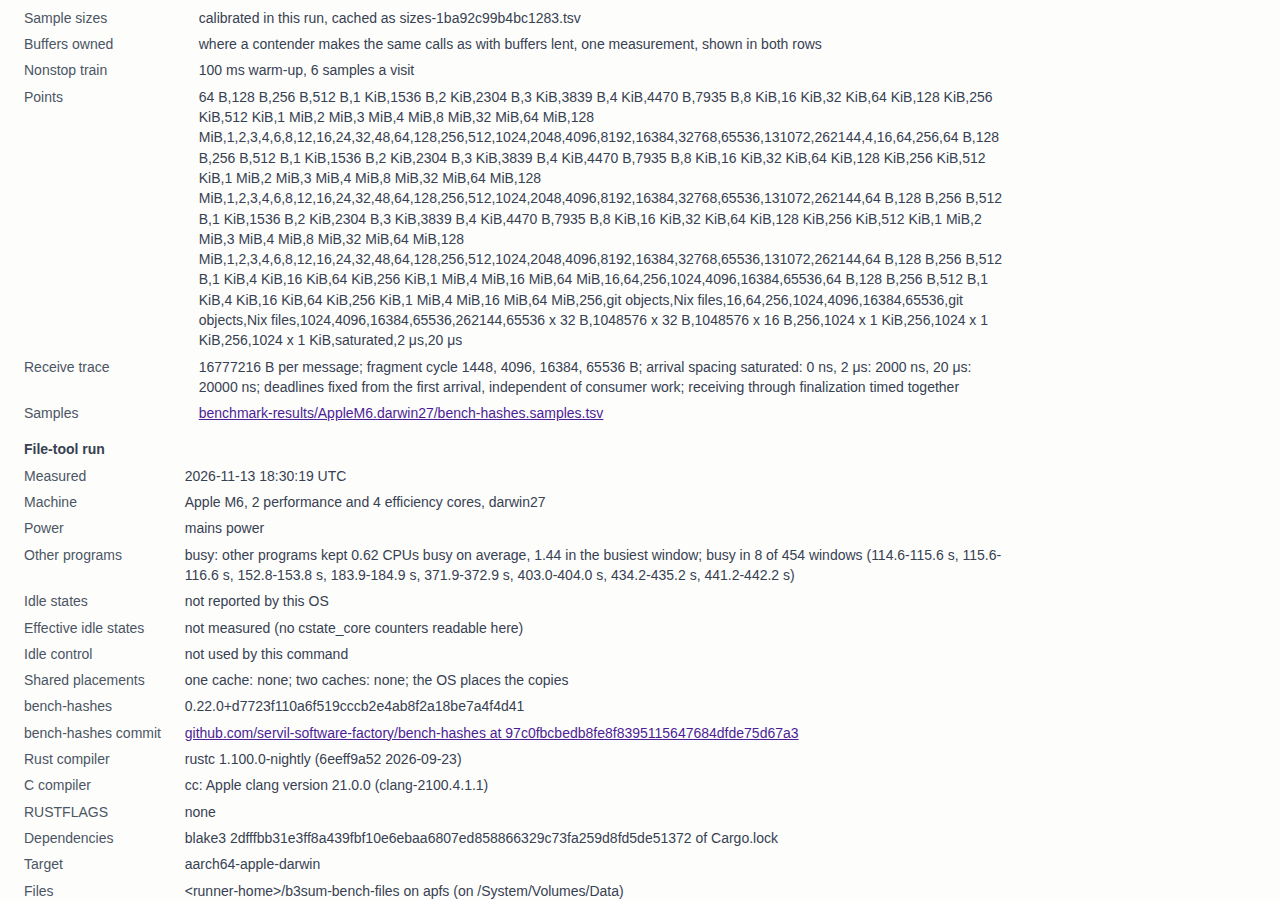 Sample sizes calibrated in this run, cached as sizes-1ba92c99b4bc1283.tsv
Buffers owned where a contender makes the same calls as with buffers lent, one measurement, shown in both rows
Nonstop train 100 ms warm-up, 6 samples a visit
Points 64 B,128 B,256 B,512 B,1 KiB,1536 B,2 KiB,2304 B,3 KiB,3839 B,4 KiB,4470 B,7935 B,8 KiB,16 KiB,32 KiB,64 KiB,128 KiB,256
KiB,512 KiB,1 MiB,2 MiB,3 MiB,4 MiB,8 MiB,32 MiB,64 MiB,128
MiB,1,2,3,4,6,8,12,16,24,32,48,64,128,256,512,1024,2048,4096,8192,16384,32768,65536,131072,262144,4,16,64,256,64 B,128
B,256 B,512 B,1 KiB,1536 B,2 KiB,2304 B,3 KiB,3839 B,4 KiB,4470 B,7935 B,8 KiB,16 KiB,32 KiB,64 KiB,128 KiB,256 KiB,512
KiB,1 MiB,2 MiB,3 MiB,4 MiB,8 MiB,32 MiB,64 MiB,128
MiB,1,2,3,4,6,8,12,16,24,32,48,64,128,256,512,1024,2048,4096,8192,16384,32768,65536,131072,262144,64 B,128 B,256 B,512
B,1 KiB,1536 B,2 KiB,2304 B,3 KiB,3839 B,4 KiB,4470 B,7935 B,8 KiB,16 KiB,32 KiB,64 KiB,128 KiB,256 KiB,512 KiB,1 MiB,2
MiB,3 MiB,4 MiB,8 MiB,32 MiB,64 MiB,128
MiB,1,2,3,4,6,8,12,16,24,32,48,64,128,256,512,1024,2048,4096,8192,16384,32768,65536,131072,262144,64 B,128 B,256 B,512
B,1 KiB,4 KiB,16 KiB,64 KiB,256 KiB,1 MiB,4 MiB,16 MiB,64 MiB,16,64,256,1024,4096,16384,65536,64 B,128 B,256 B,512 B,1
KiB,4 KiB,16 KiB,64 KiB,256 KiB,1 MiB,4 MiB,16 MiB,64 MiB,256,git objects,Nix files,16,64,256,1024,4096,16384,65536,git
objects,Nix files,1024,4096,16384,65536,262144,65536 x 32 B,1048576 x 32 B,1048576 x 16 B,256,1024 x 1 KiB,256,1024 x 1
KiB,256,1024 x 1 KiB,saturated,2 μs,20 μs
Receive trace 16777216 B per message; fragment cycle 1448, 4096, 16384, 65536 B; arrival spacing saturated: 0 ns, 2 μs: 2000 ns, 20 μs:
20000 ns; deadlines fixed from the first arrival, independent of consumer work; receiving through finalization timed together
Samples benchmark-results/AppleM6.darwin27/bench-hashes.samples.tsv
File-tool run
Measured 2026-11-13 18:30:19 UTC
Machine Apple M6, 2 performance and 4 efficiency cores, darwin27
Power mains power
Other programs busy: other programs kept 0.62 CPUs busy on average, 1.44 in the busiest window; busy in 8 of 454 windows (114.6-115.6 s, 115.6-
116.6 s, 152.8-153.8 s, 183.9-184.9 s, 371.9-372.9 s, 403.0-404.0 s, 434.2-435.2 s, 441.2-442.2 s)
Idle states not reported by this OS
Effective idle states not measured (no cstate_core counters readable here)
Idle control not used by this command
Shared placements one cache: none; two caches: none; the OS places the copies
bench-hashes 0.22.0+d7723f110a6f519cccb2e4ab8f2a18be7a4f4d41
bench-hashes commit github.com/servil-software-factory/bench-hashes at 97c0fbcbedb8fe8f8395115647684dfde75d67a3
Rust compiler rustc 1.100.0-nightly (6eeff9a52 2026-09-23)
C compiler cc: Apple clang version 21.0.0 (clang-2100.4.1.1)
RUSTFLAGS none
Dependencies blake3 2dfffbb31e3ff8a439fbf10e6ebaa6807ed858866329c73fa259d8fd5de51372 of Cargo.lock
Target aarch64-apple-darwin
Files <runner-home>/b3sum-bench-files on apfs (on /System/Volumes/Data)